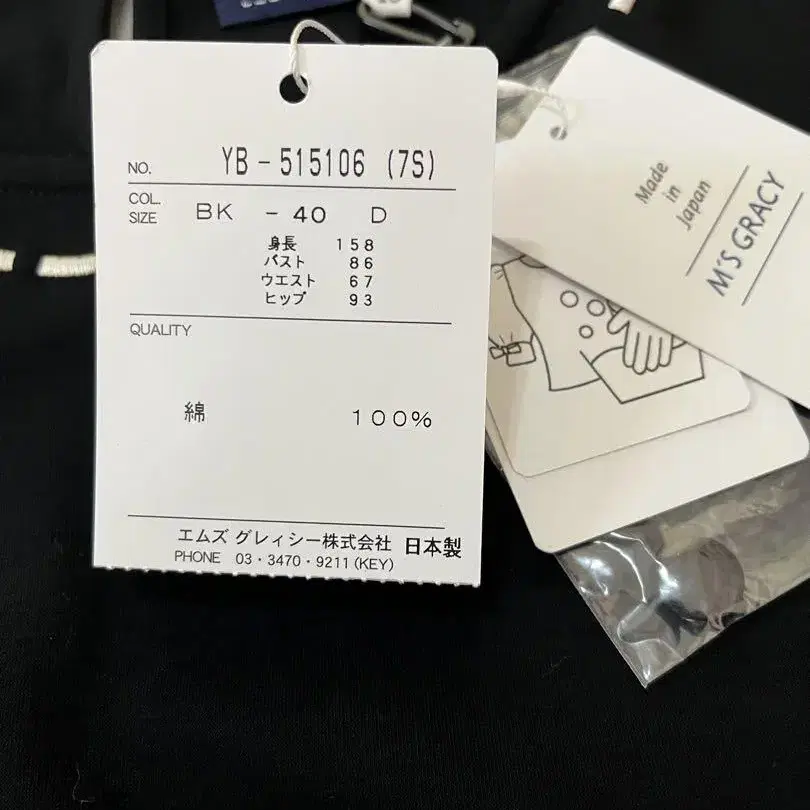 NO. YB-515106 (7S)
COL.
SIZE BK -40 D
身長 158
バスト 86
ウエスト 67
ヒップ 93
QUALITY
綿 100%
エムズ グレィシー株式会社 日本製
PHONE 03・3470・9211(KEY)
Made
in
Japan
M'S GRACY